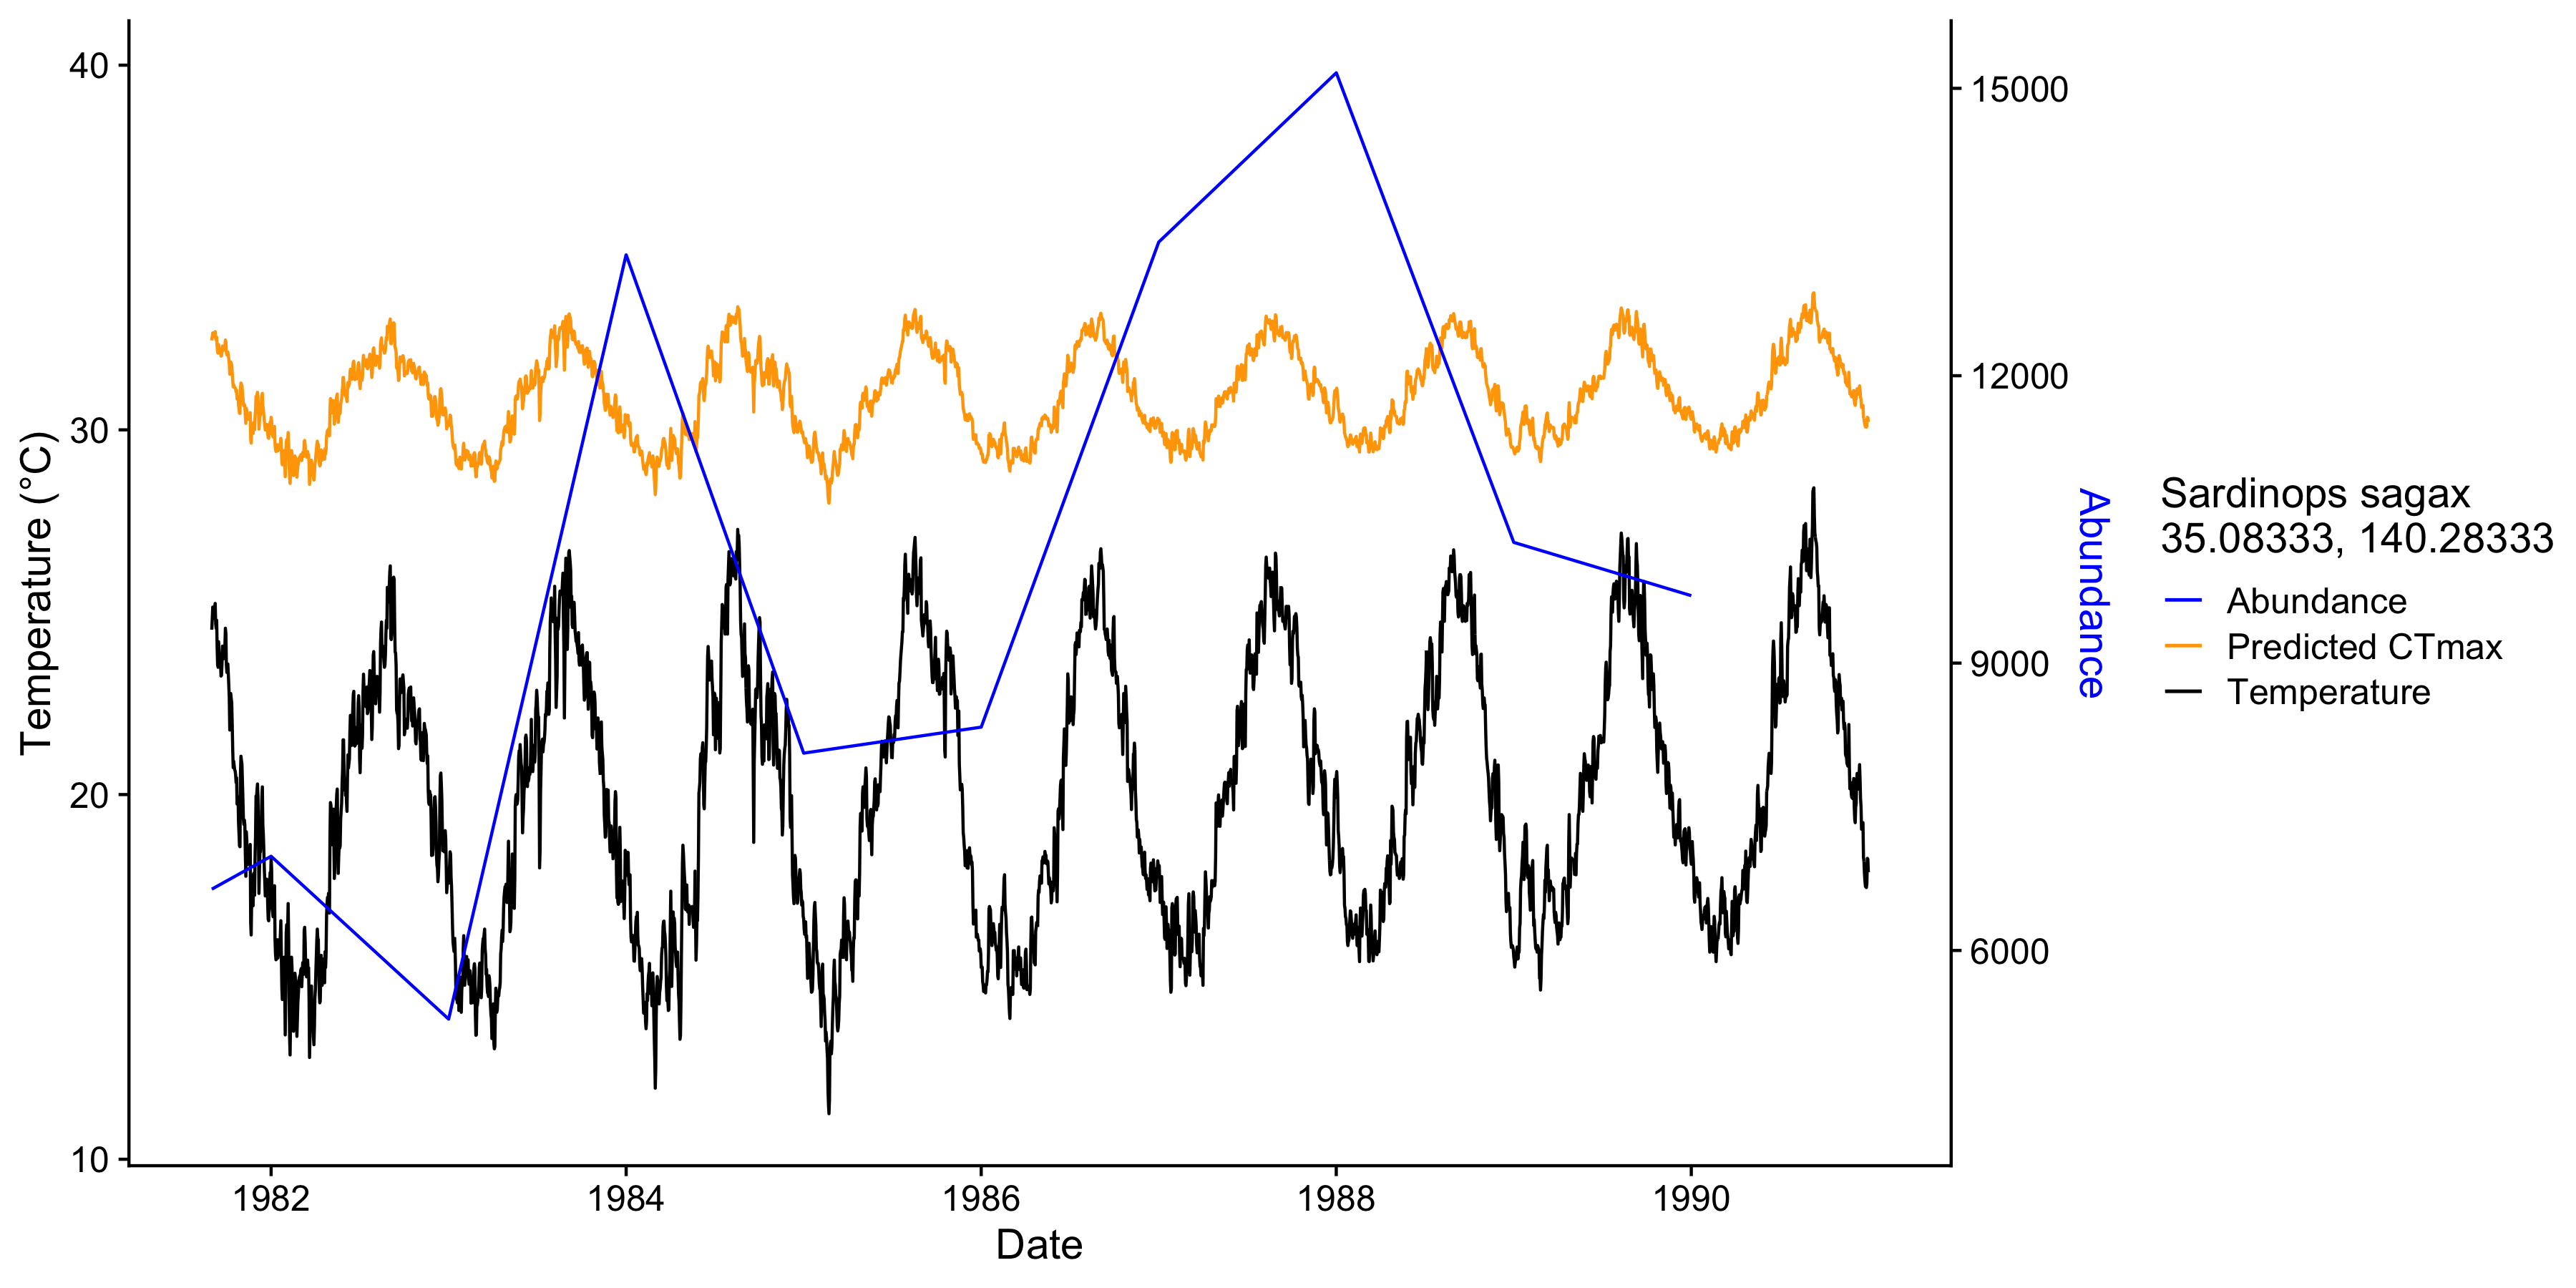 40
30
20
10
Temperature (°C)
1982
1984
1986
1988
1990
Date
15000
12000
9000
6000
Abundance
Sardinops sagax
35.08333, 140.28333
Abundance
Predicted CTmax
Temperature